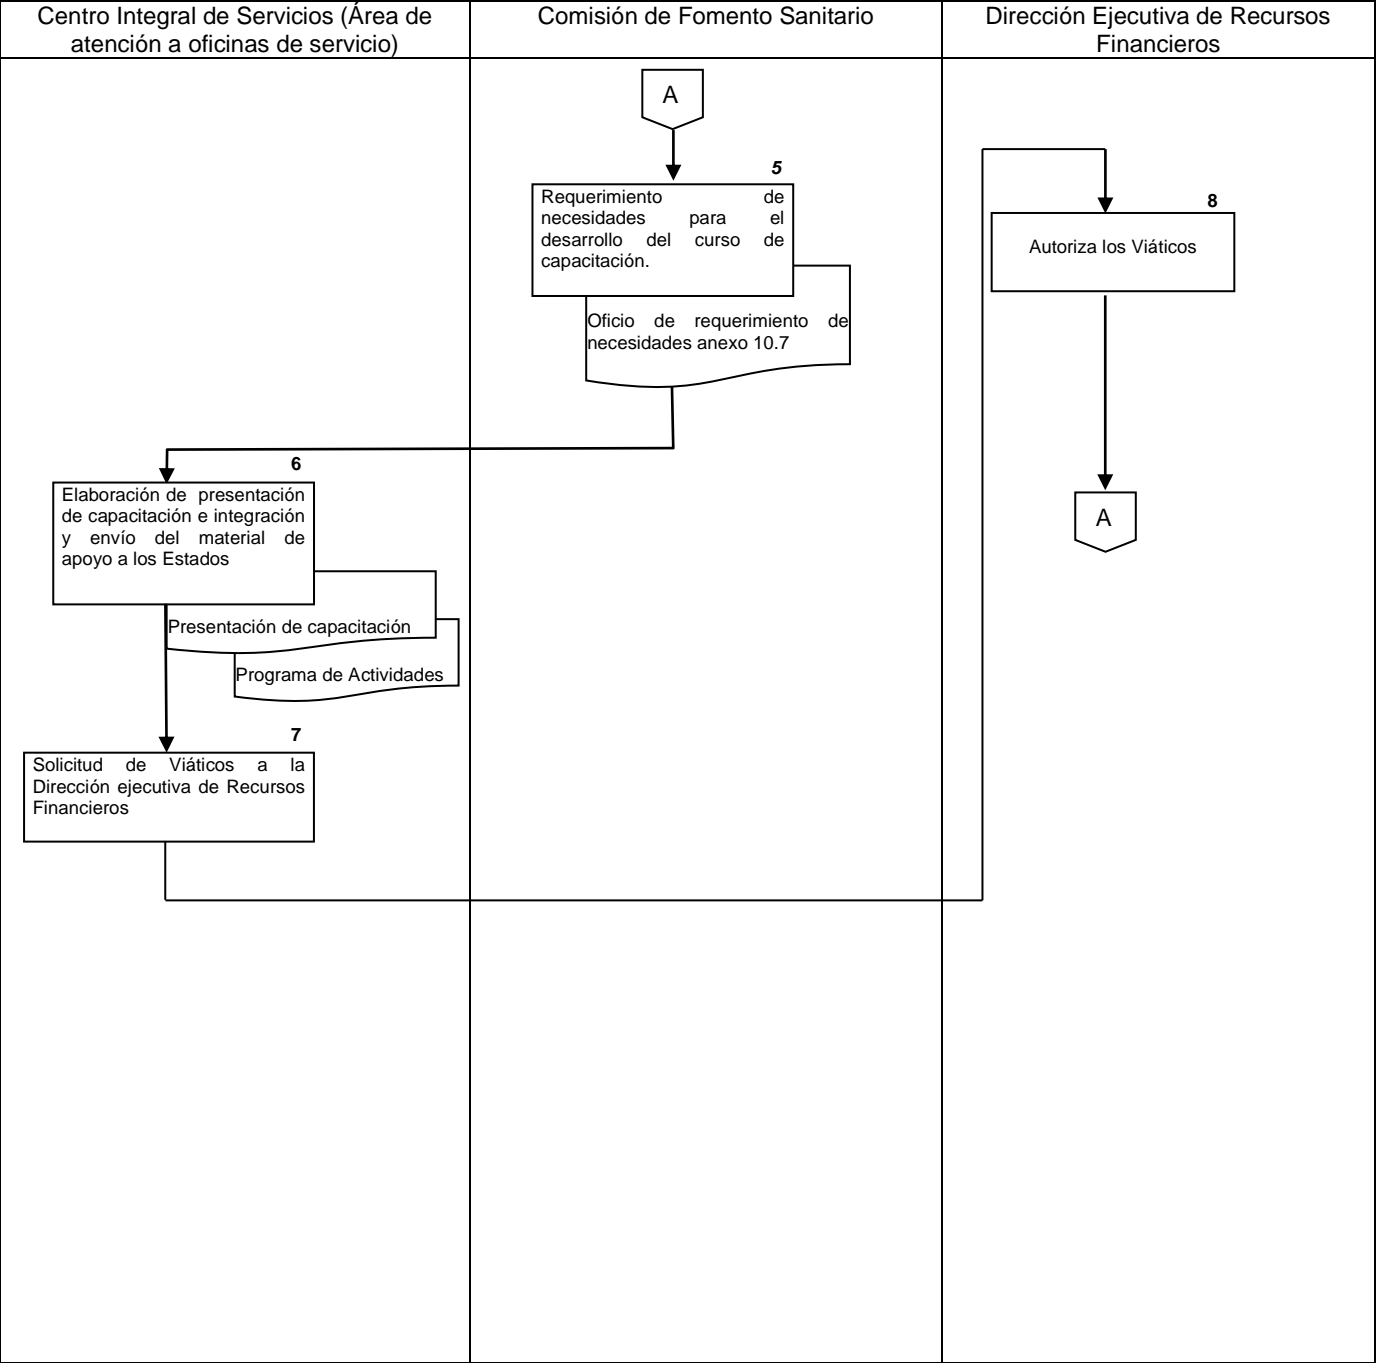 Centro Integral de Servicios (Área de
atención a oficinas de servicio)
Comisión de Fomento Sanitario
Dirección Ejecutiva de Recursos
Financieros
A
5
Requerimiento de
necesidades para el
desarrollo del curso de
capacitación.
Oficio de requerimiento de
necesidades anexo 10.7
6
Elaboración de presentación
de capacitación e integración
y envío del material de
apoyo a los Estados
Presentación de capacitación
Programa de Actividades
7
Solicitud de Viáticos a la
Dirección ejecutiva de Recursos
Financieros
8
Autoriza los Viáticos
A